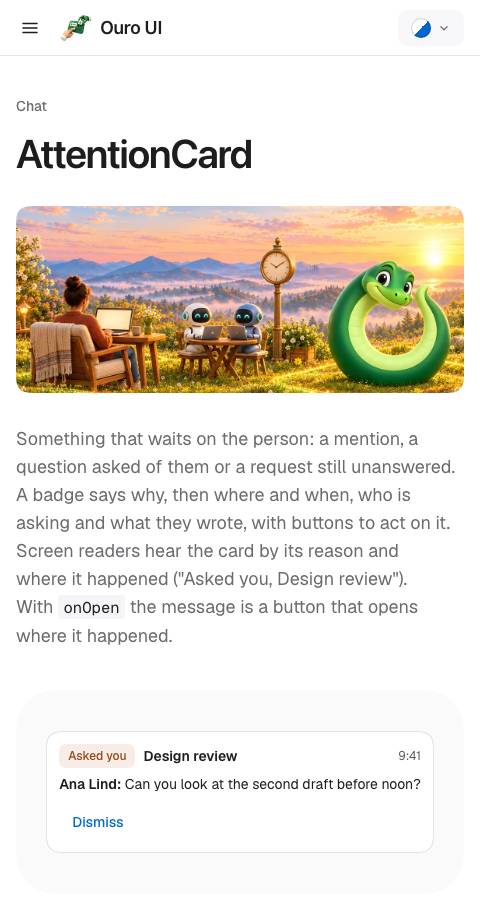 Ouro UI
Chat
AttentionCard
Something that waits on the person: a mention, a
question asked of them or a request still unanswered.
A badge says why, then where and when, who is
asking and what they wrote, with buttons to act on it.
Screen readers hear the card by its reason and
where it happened ("Asked you, Design review").
With onOpen the message is a button that opens
where it happened.
Asked you Design review 9:41
Ana Lind: Can you look at the second draft before noon?
Dismiss